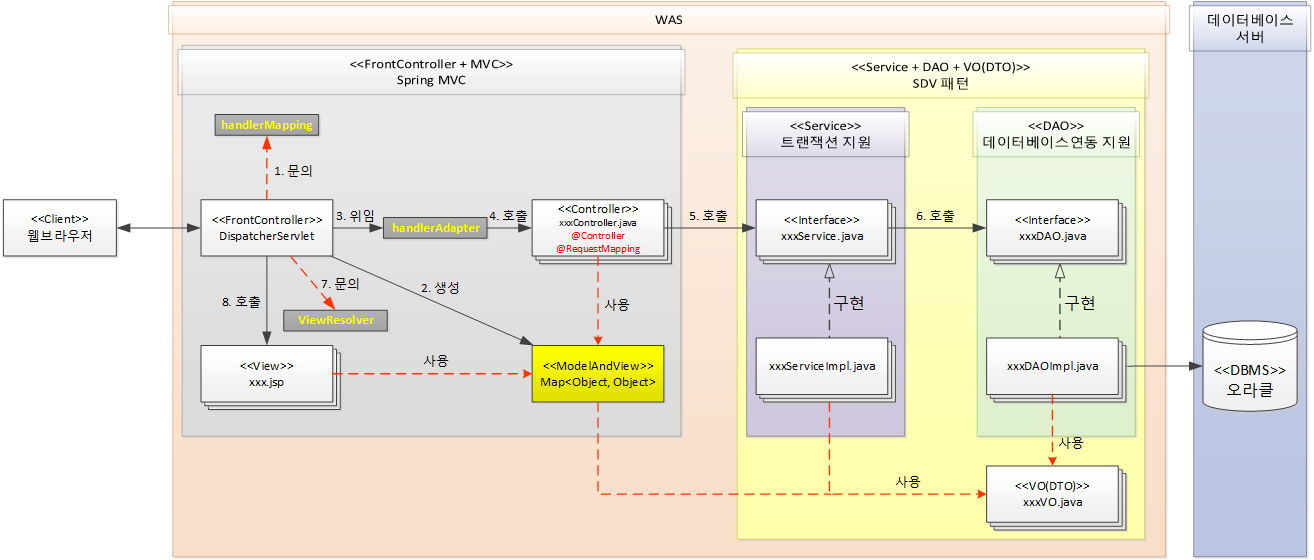 WAS
데이터베이스
서버
<<FrontController + MVC>>
Spring MVC
<<Service + DAO + VO(DTO)>>
SDV 패턴
handlerMapping
<<Service>>
트랜잭션 지원
<<DAO>>
데이터베이스연동 지원
1. 문의
<<Client>>
웹브라우저
<<FrontController>>
DispatcherServlet
3. 위임
handlerAdapter
4. 호출
<<Controller>>
xxxController.java
@Controller
@RequestMapping
5. 호출
<<Interface>>
xxxService.java
6. 호출
<<Interface>>
xxxDAO.java
8. 호출
7. 문의
2. 생성
사용
구현
구현
ViewResolver
<<View>>
xxx.jsp
사용
<<ModelAndView>>
Map<Object, Object>
xxxServiceImpl.java
xxxDAOImpl.java
<<DBMS>>
오라클
사용
사용
<<VO(DTO)>>
xxxVO.java